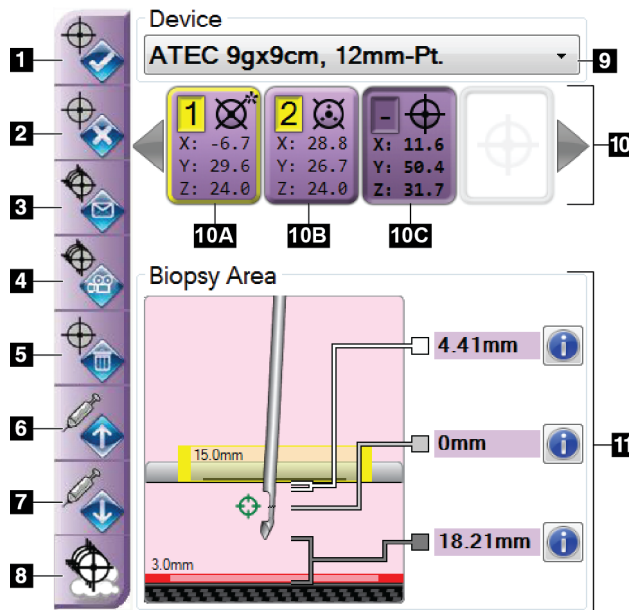 Device
1
ATEC 9gx9cm, 12mm-Pt.
9
2
1
X: -6.7
Y: 29.6
Z: 24.0
2
X: 28.8
Y: 26.7
Z: 24.0
-
X: 11.6
Y: 50.4
Z: 31.7
10
3
10A
10B
10C
4
Biopsy Area
5
4.41mm
6
15.0mm
0mm
11
7
18.21mm
8
3.0mm